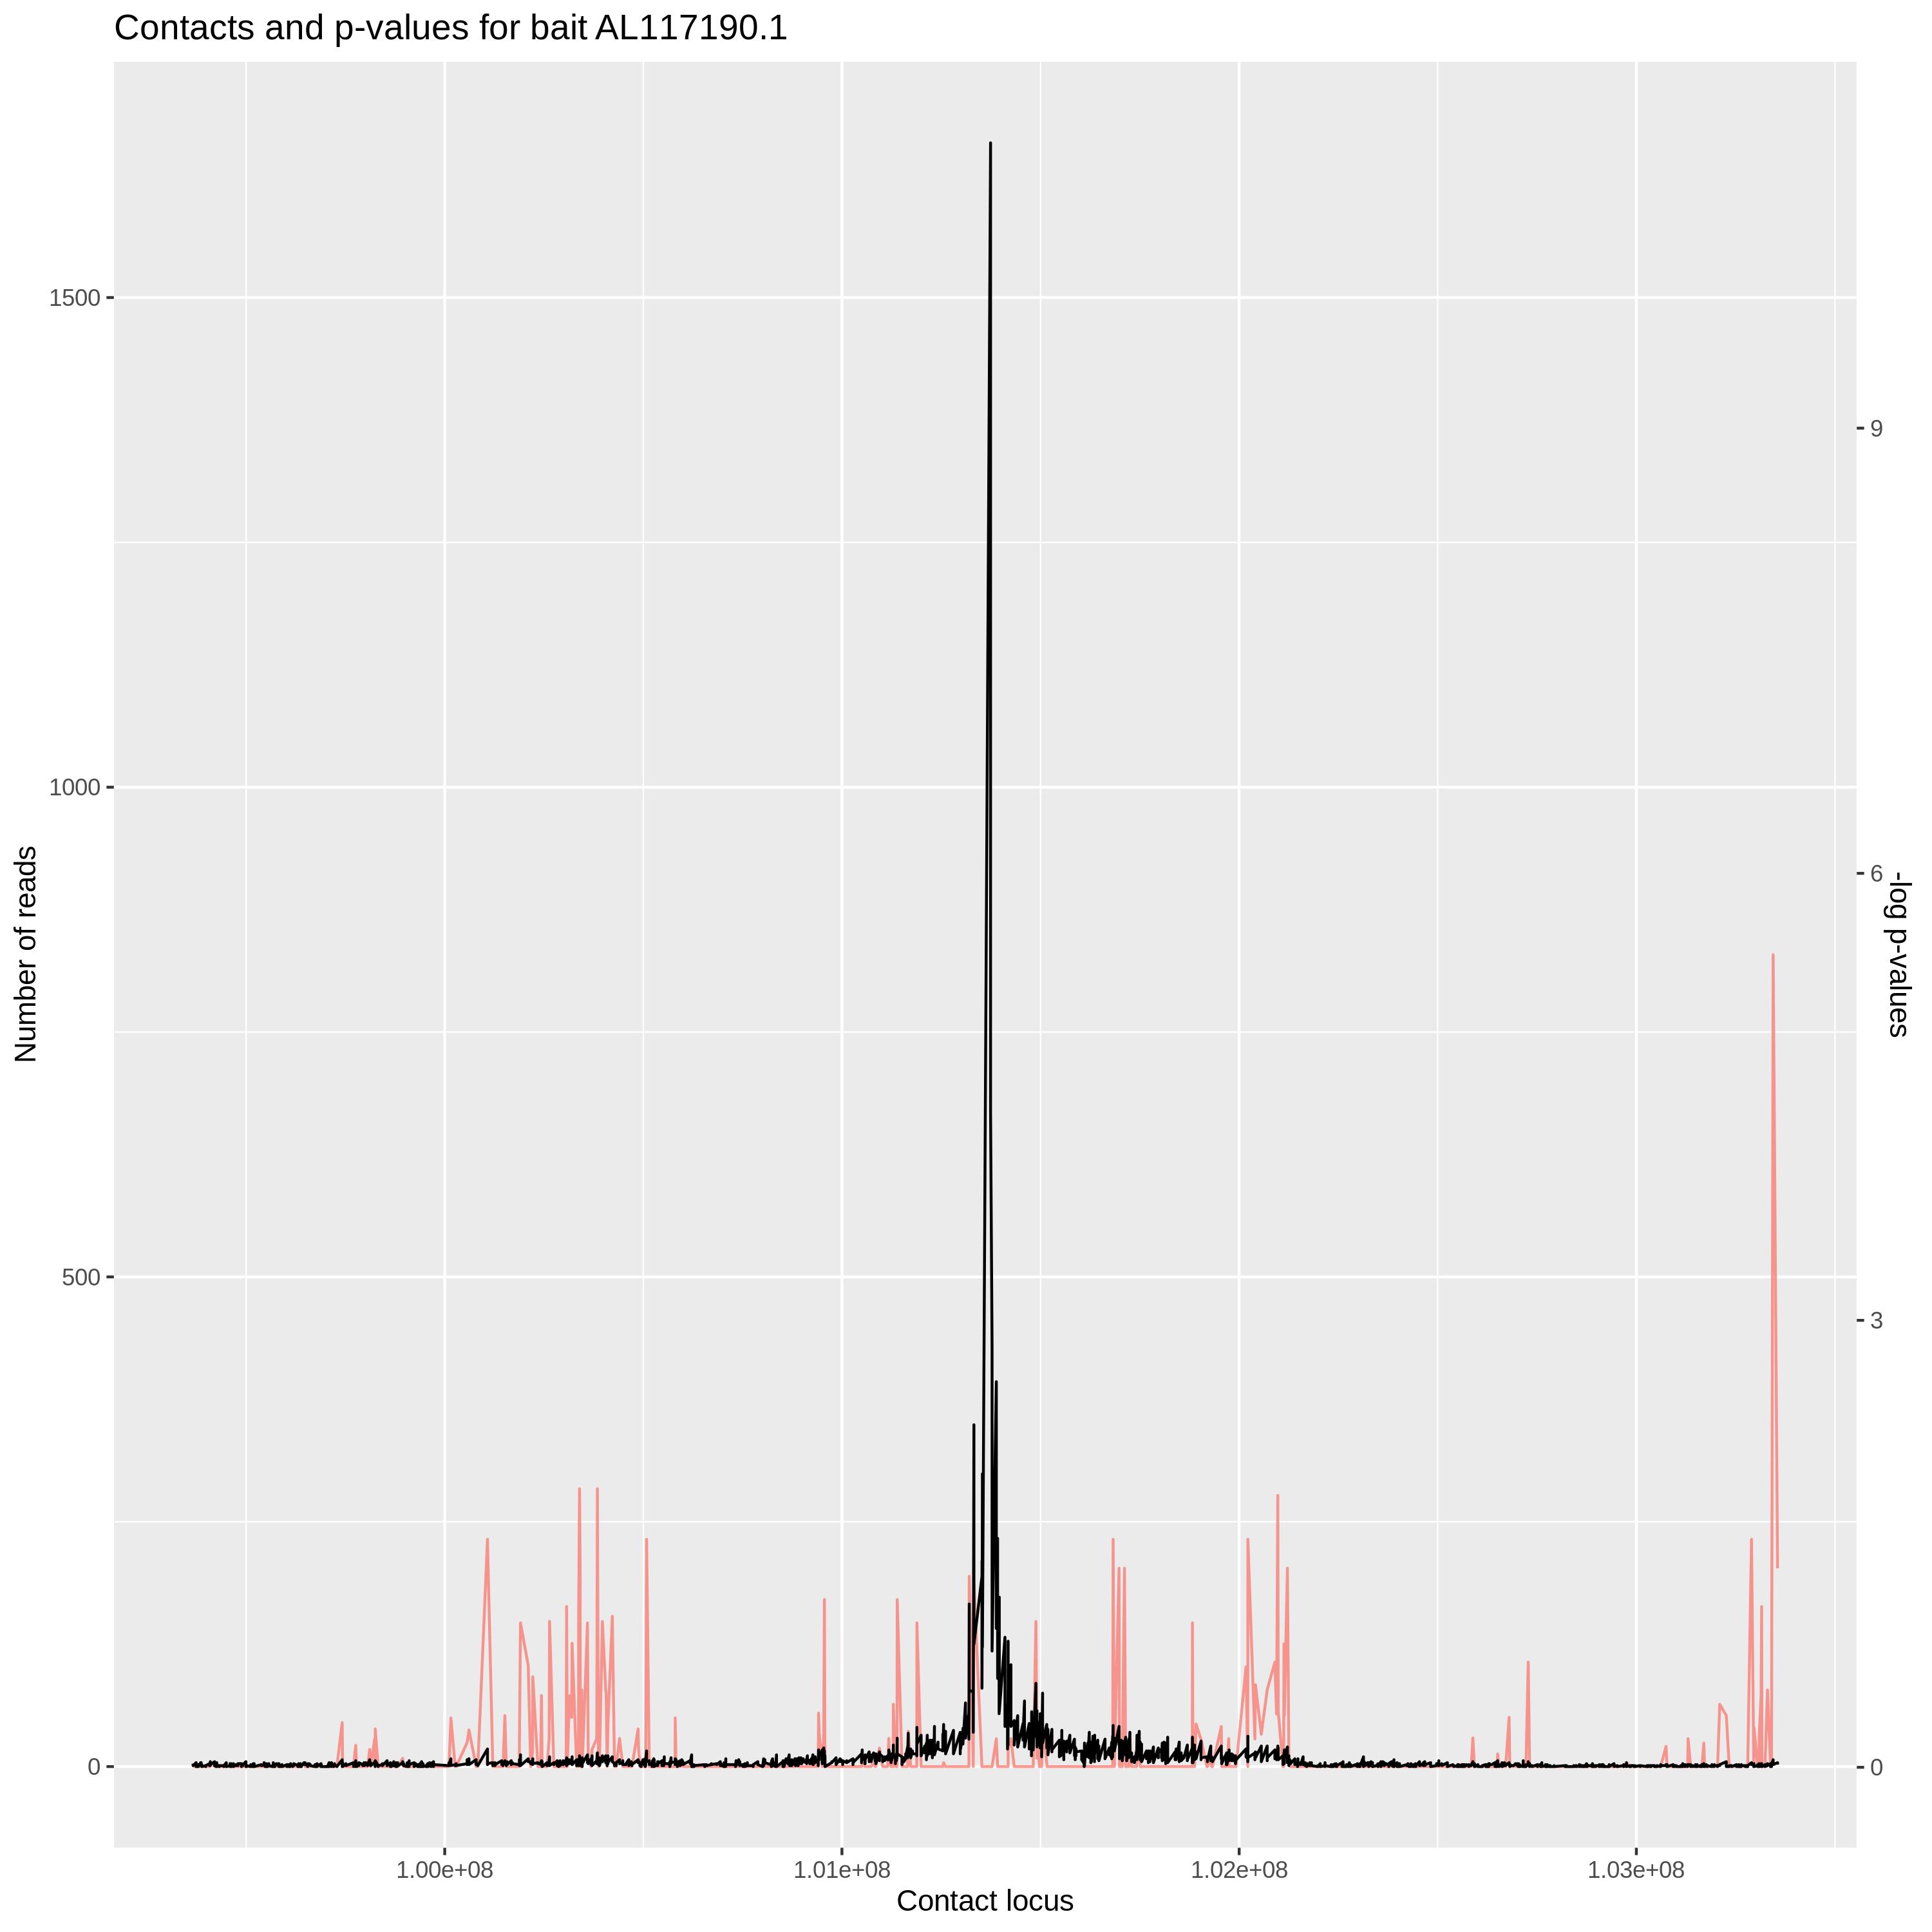 Contacts and p-values for bait AL117190.1
1500
1000
500
0
Number of reads
9
6
3
0
-log p-values
1.00e+08
1.01e+08
1.02e+08
1.03e+08
Contact locus